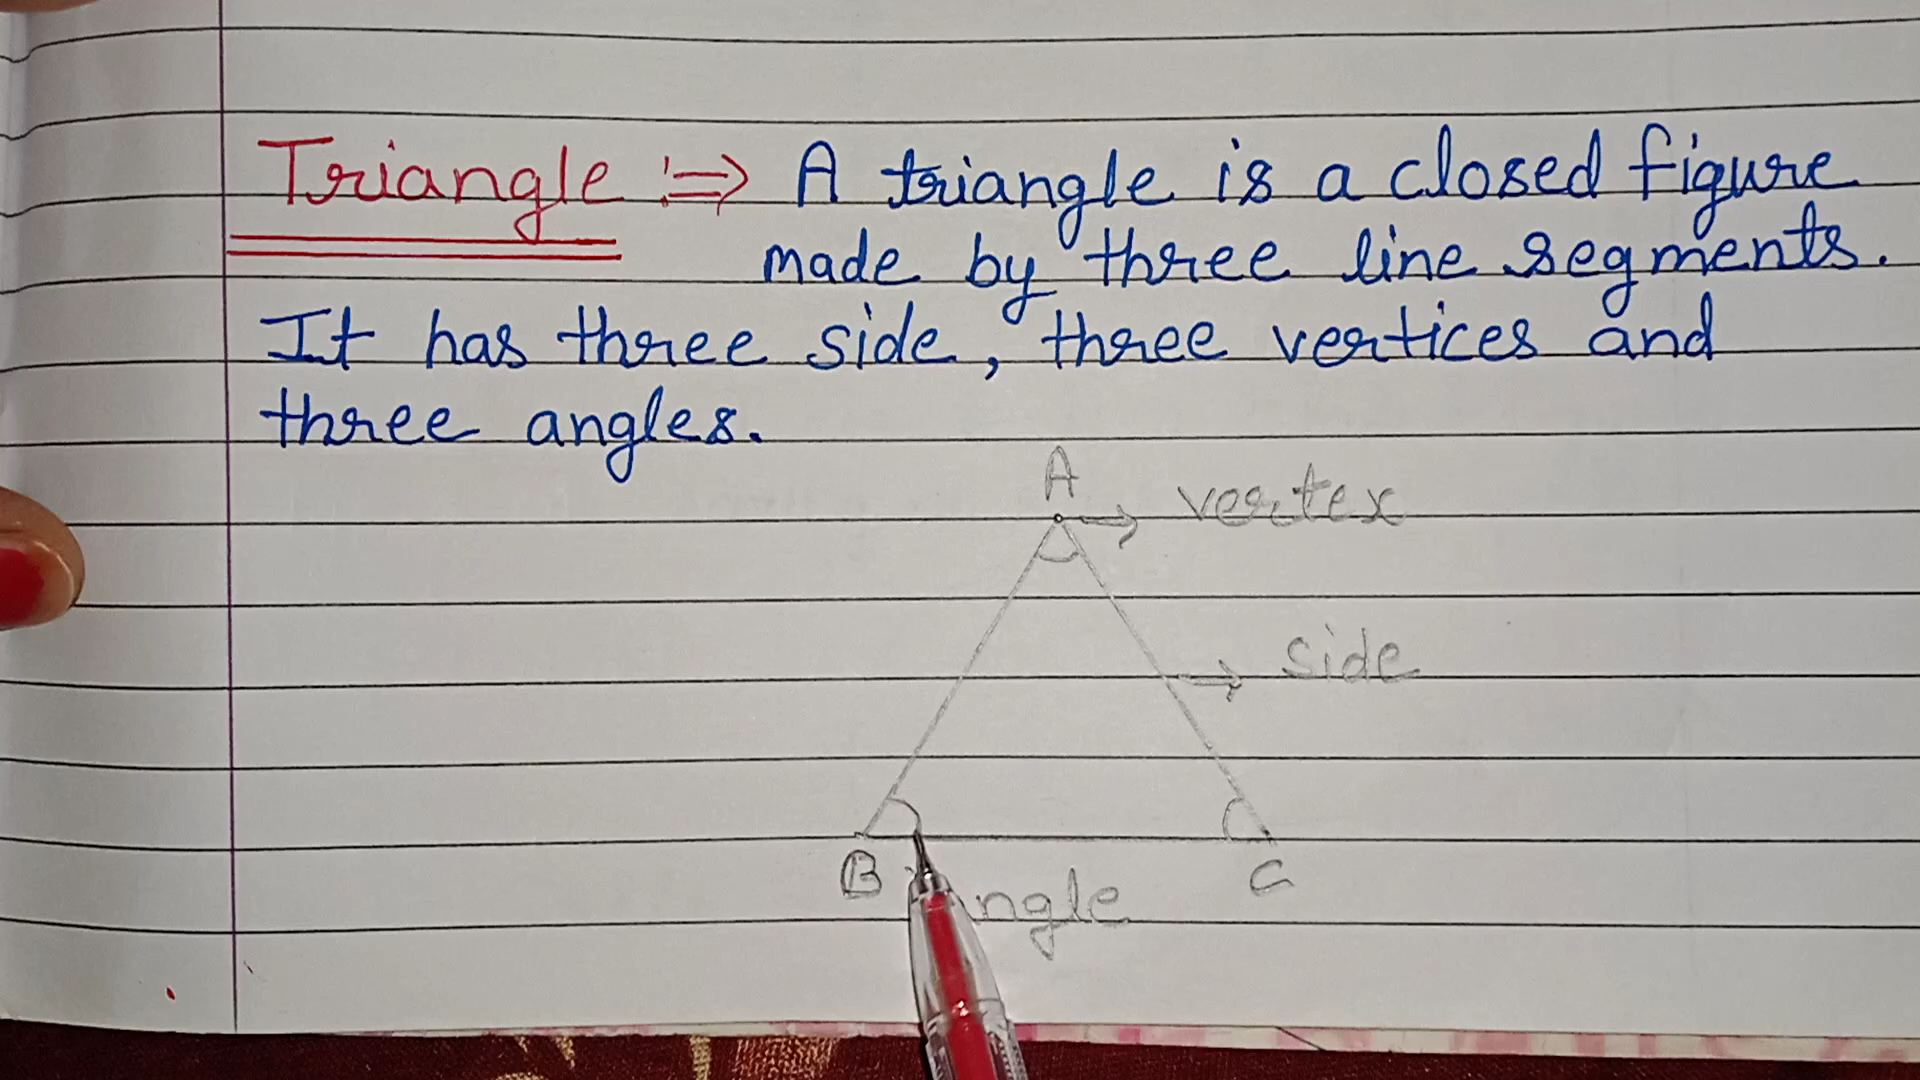 Triangle :⇒ A triangle is a closed figure
made by three line segments.
It has three side, three vertices and
three angles.
A
vertex
side
B
C